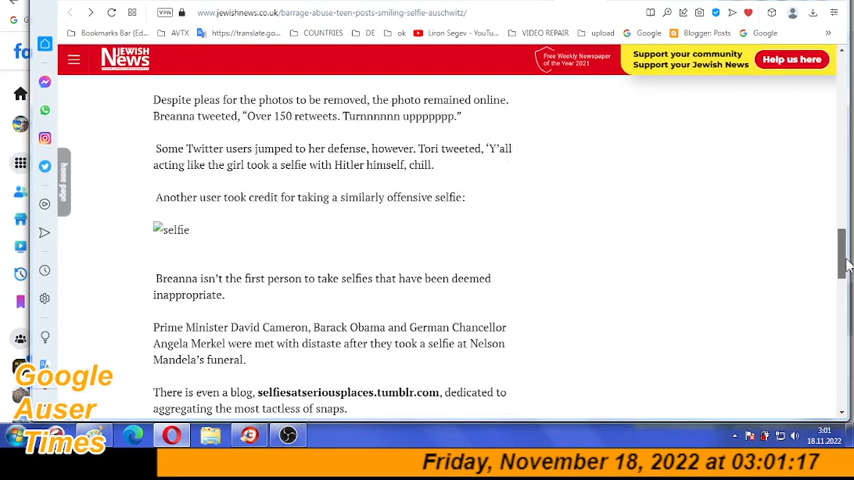 VPN www.jewishnews.co.uk/barrage-abuse-teen-posts-smiling-selfie-auschwitz/
Bookmarks Bar (Ed... AVTX https://translate.go... COUNTRIES DE ok Liron Segev - YouTu... VIDEO REPAIR upload Google Blogger: Posts Google »
JEWISH NEWS
Free Weekly Newspaper of the Year 2021
Support your community
Support your Jewish News
Help us here
home page
Despite pleas for the photos to be removed, the photo remained online.
Breanna tweeted, “Over 150 retweets. Turnnnnnn uppppppp.”
Some Twitter users jumped to her defense, however. Tori tweeted, ‘Y’all
acting like the girl took a selfie with Hitler himself, chill.
Another user took credit for taking a similarly offensive selfie:
selfie
Breanna isn’t the first person to take selfies that have been deemed
inappropriate.
Prime Minister David Cameron, Barack Obama and German Chancellor
Angela Merkel were met with distaste after they took a selfie at Nelson
Mandela’s funeral.
There is even a blog, selfiesatseriousplaces.tumblr.com, dedicated to
aggregating the most tactless of snaps.
Google
Auser
Times
3:01
18.11.2022
Friday, November 18, 2022 at 03:01:17